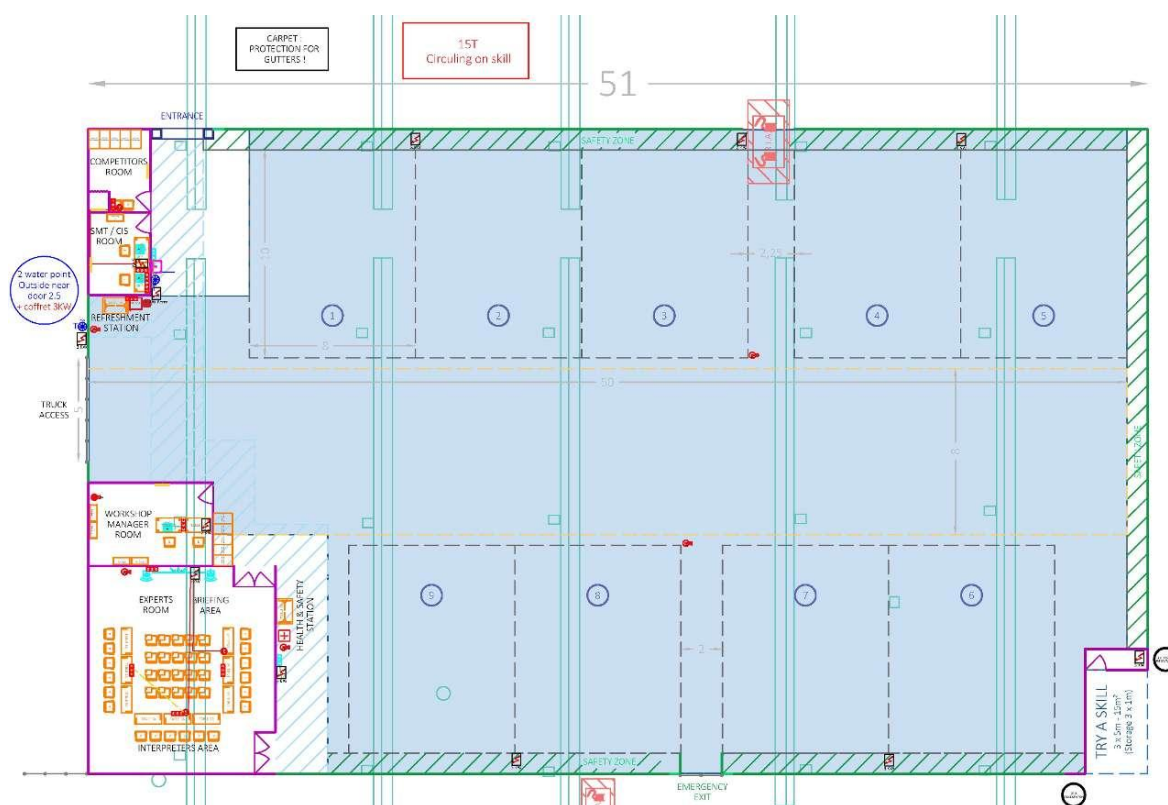 CARPET
PROTECTION FOR
GUTTERS !
15T
Circuling on skill
51
ENTRANCE
SAFETY ZONE
COMPETITORS
ROOM
SMT / CIS
ROOM
10
2,25
2 water point
Outside near
door 2.5
+ coffret 3KW
REFRESHMENT
STATION
1
2
3
4
5
8
50
TRUCK
ACCESS
5
8
SAFETY ZONE
WORKSHOP
MANAGER
ROOM
EXPERTS
ROOM
BRIEFING
AREA
HEALTH & SAFETY
STATION
9
8
7
6
2
INTERPRETERS AREA
TRY A SKILL
3 x 5m - 15m²
(Storage 3 x 1m)
SAFETY ZONE
EMERGENCY
EXIT